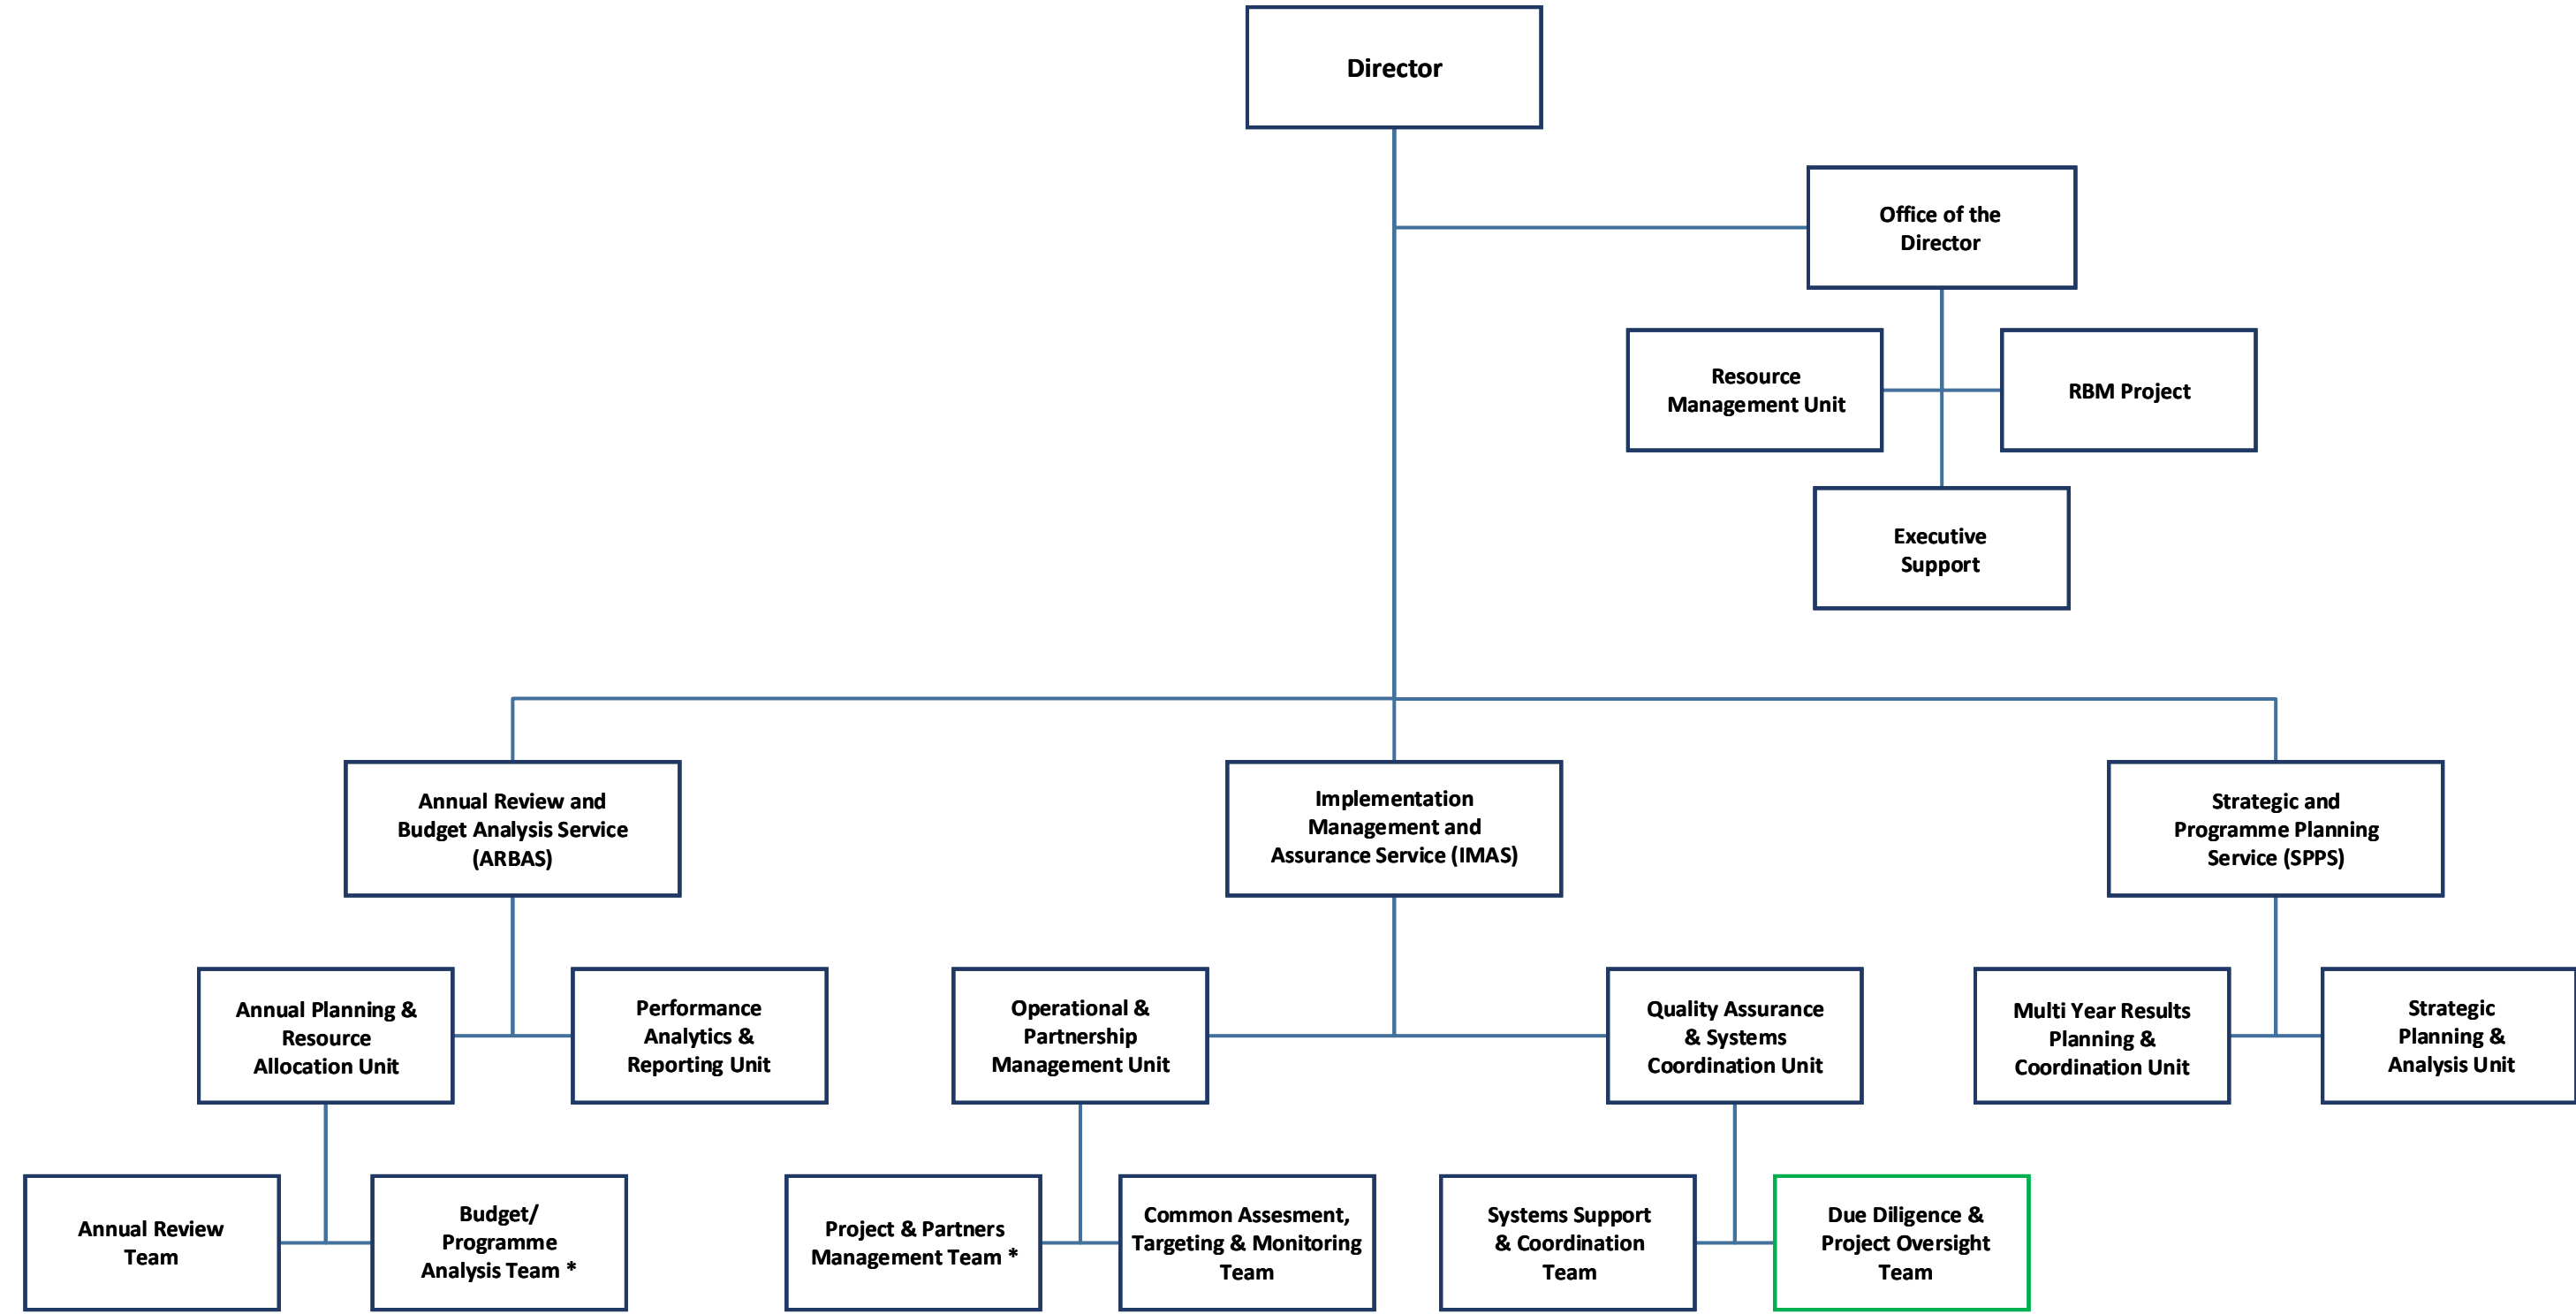 Director
Office of the
Director
Resource
Management Unit
RBM Project
Executive
Support
Annual Review and
Budget Analysis Service
(ARBAS)
Implementation
Management and
Assurance Service (IMAS)
Strategic and
Programme Planning
Service (SPPS)
Annual Planning &
Resource
Allocation Unit
Performance
Analytics &
Reporting Unit
Operational &
Partnership
Management Unit
Quality Assurance
& Systems
Coordination Unit
Multi Year Results
Planning &
Coordination Unit
Strategic
Planning &
Analysis Unit
Annual Review
Team
Budget/
Programme
Analysis Team *
Project & Partners
Management Team *
Common Assesment,
Targeting & Monitoring
Team
Systems Support
& Coordination
Team
Due Diligence &
Project Oversight
Team